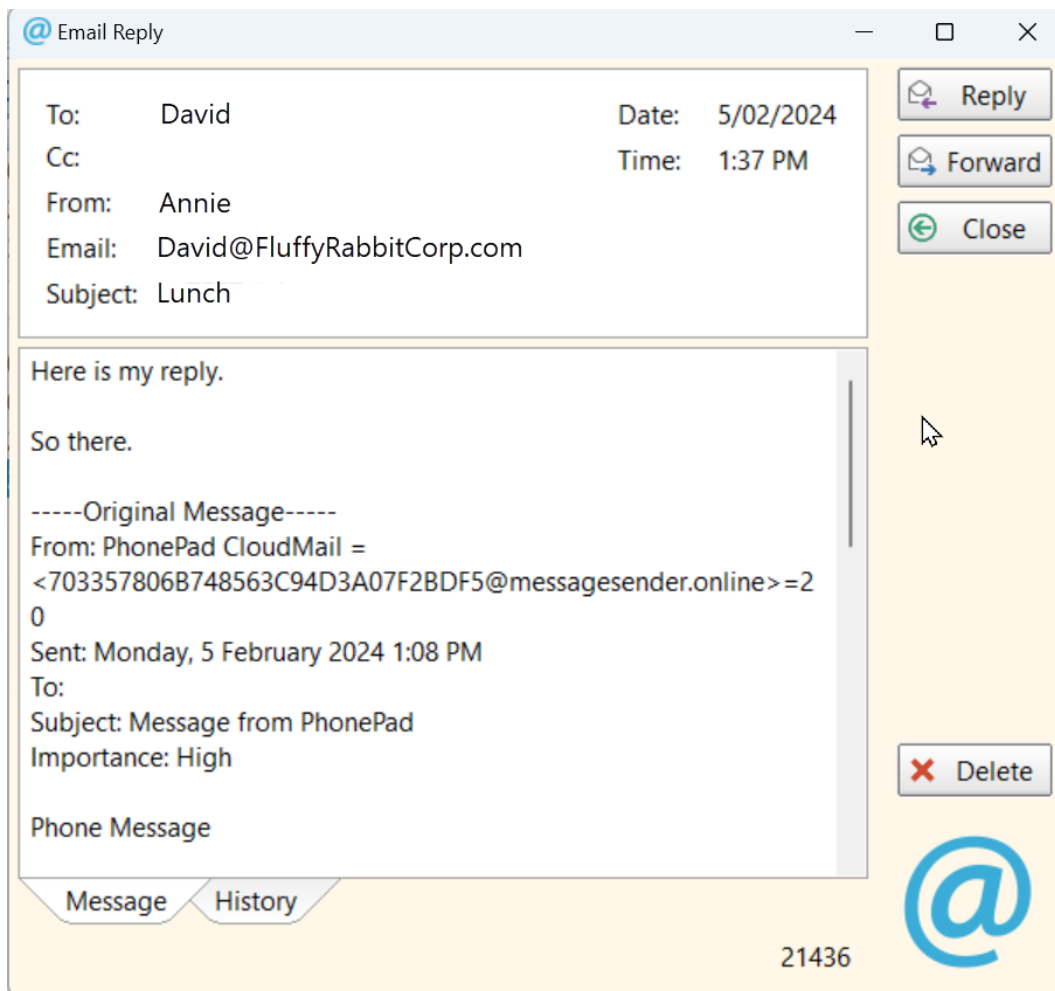 @ Email Reply
To: David
Date: 5/02/2024
Cc:
Time: 1:37 PM
From: Annie
Email: David@FluffyRabbitCorp.com
Subject: Lunch
Reply
Forward
Close
Here is my reply.
So there.
-----Original Message-----
From: PhonePad CloudMail =
<703357806B748563C94D3A07F2BDF5@messagesender.online>=2
0
Sent: Monday, 5 February 2024 1:08 PM
To:
Subject: Message from PhonePad
Importance: High
Phone Message
Delete
Message
History
@
21436